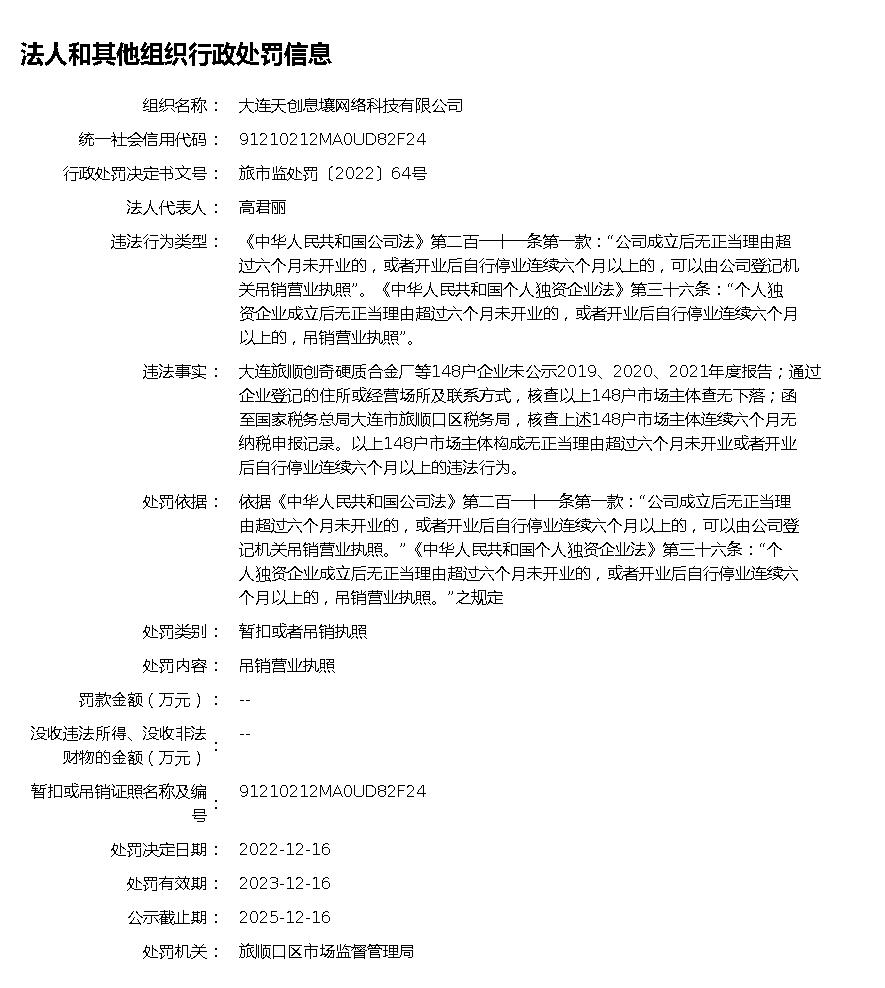 法人和其他组织行政处罚信息
组织名称： 大连天创息壤网络科技有限公司
统一社会信用代码： 91210212MA0UD82F24
行政处罚决定书文号： 旅市监处罚〔2022〕64号
法人代表人： 高君丽
违法行为类型： 《中华人民共和国公司法》第二百一十一条第一款：“公司成立后无正当理由超
过六个月未开业的，或者开业后自行停业连续六个月以上的，可以由公司登记机
关吊销营业执照”。《中华人民共和国个人独资企业法》第三十六条：“个人独
资企业成立后无正当理由超过六个月未开业的，或者开业后自行停业连续六个月
以上的，吊销营业执照”。
违法事实： 大连旅顺创奇硬质合金厂等148户企业未公示2019、2020、2021年度报告；通过
企业登记的住所或经营场所及联系方式，核查以上148户市场主体查无下落；函
至国家税务总局大连市旅顺口区税务局，核查上述148户市场主体连续六个月无
纳税申报记录。以上148户市场主体构成无正当理由超过六个月未开业或者开业
后自行停业连续六个月以上的违法行为。
处罚依据： 依据《中华人民共和国公司法》第二百一十一条第一款：“公司成立后无正当理
由超过六个月未开业的，或者开业后自行停业连续六个月以上的，可以由公司登
记机关吊销营业执照。”《中华人民共和国个人独资企业法》第三十六条：“个
人独资企业成立后无正当理由超过六个月未开业的，或者开业后自行停业连续六
个月以上的，吊销营业执照。”之规定
处罚类别： 暂扣或者吊销执照
处罚内容： 吊销营业执照
罚款金额（万元）： --
没收违法所得、没收非法
财物的金额（万元）： --
暂扣或吊销证照名称及编
号： 91210212MA0UD82F24
处罚决定日期： 2022-12-16
处罚有效期： 2023-12-16
公示截止期： 2025-12-16
处罚机关： 旅顺口区市场监督管理局